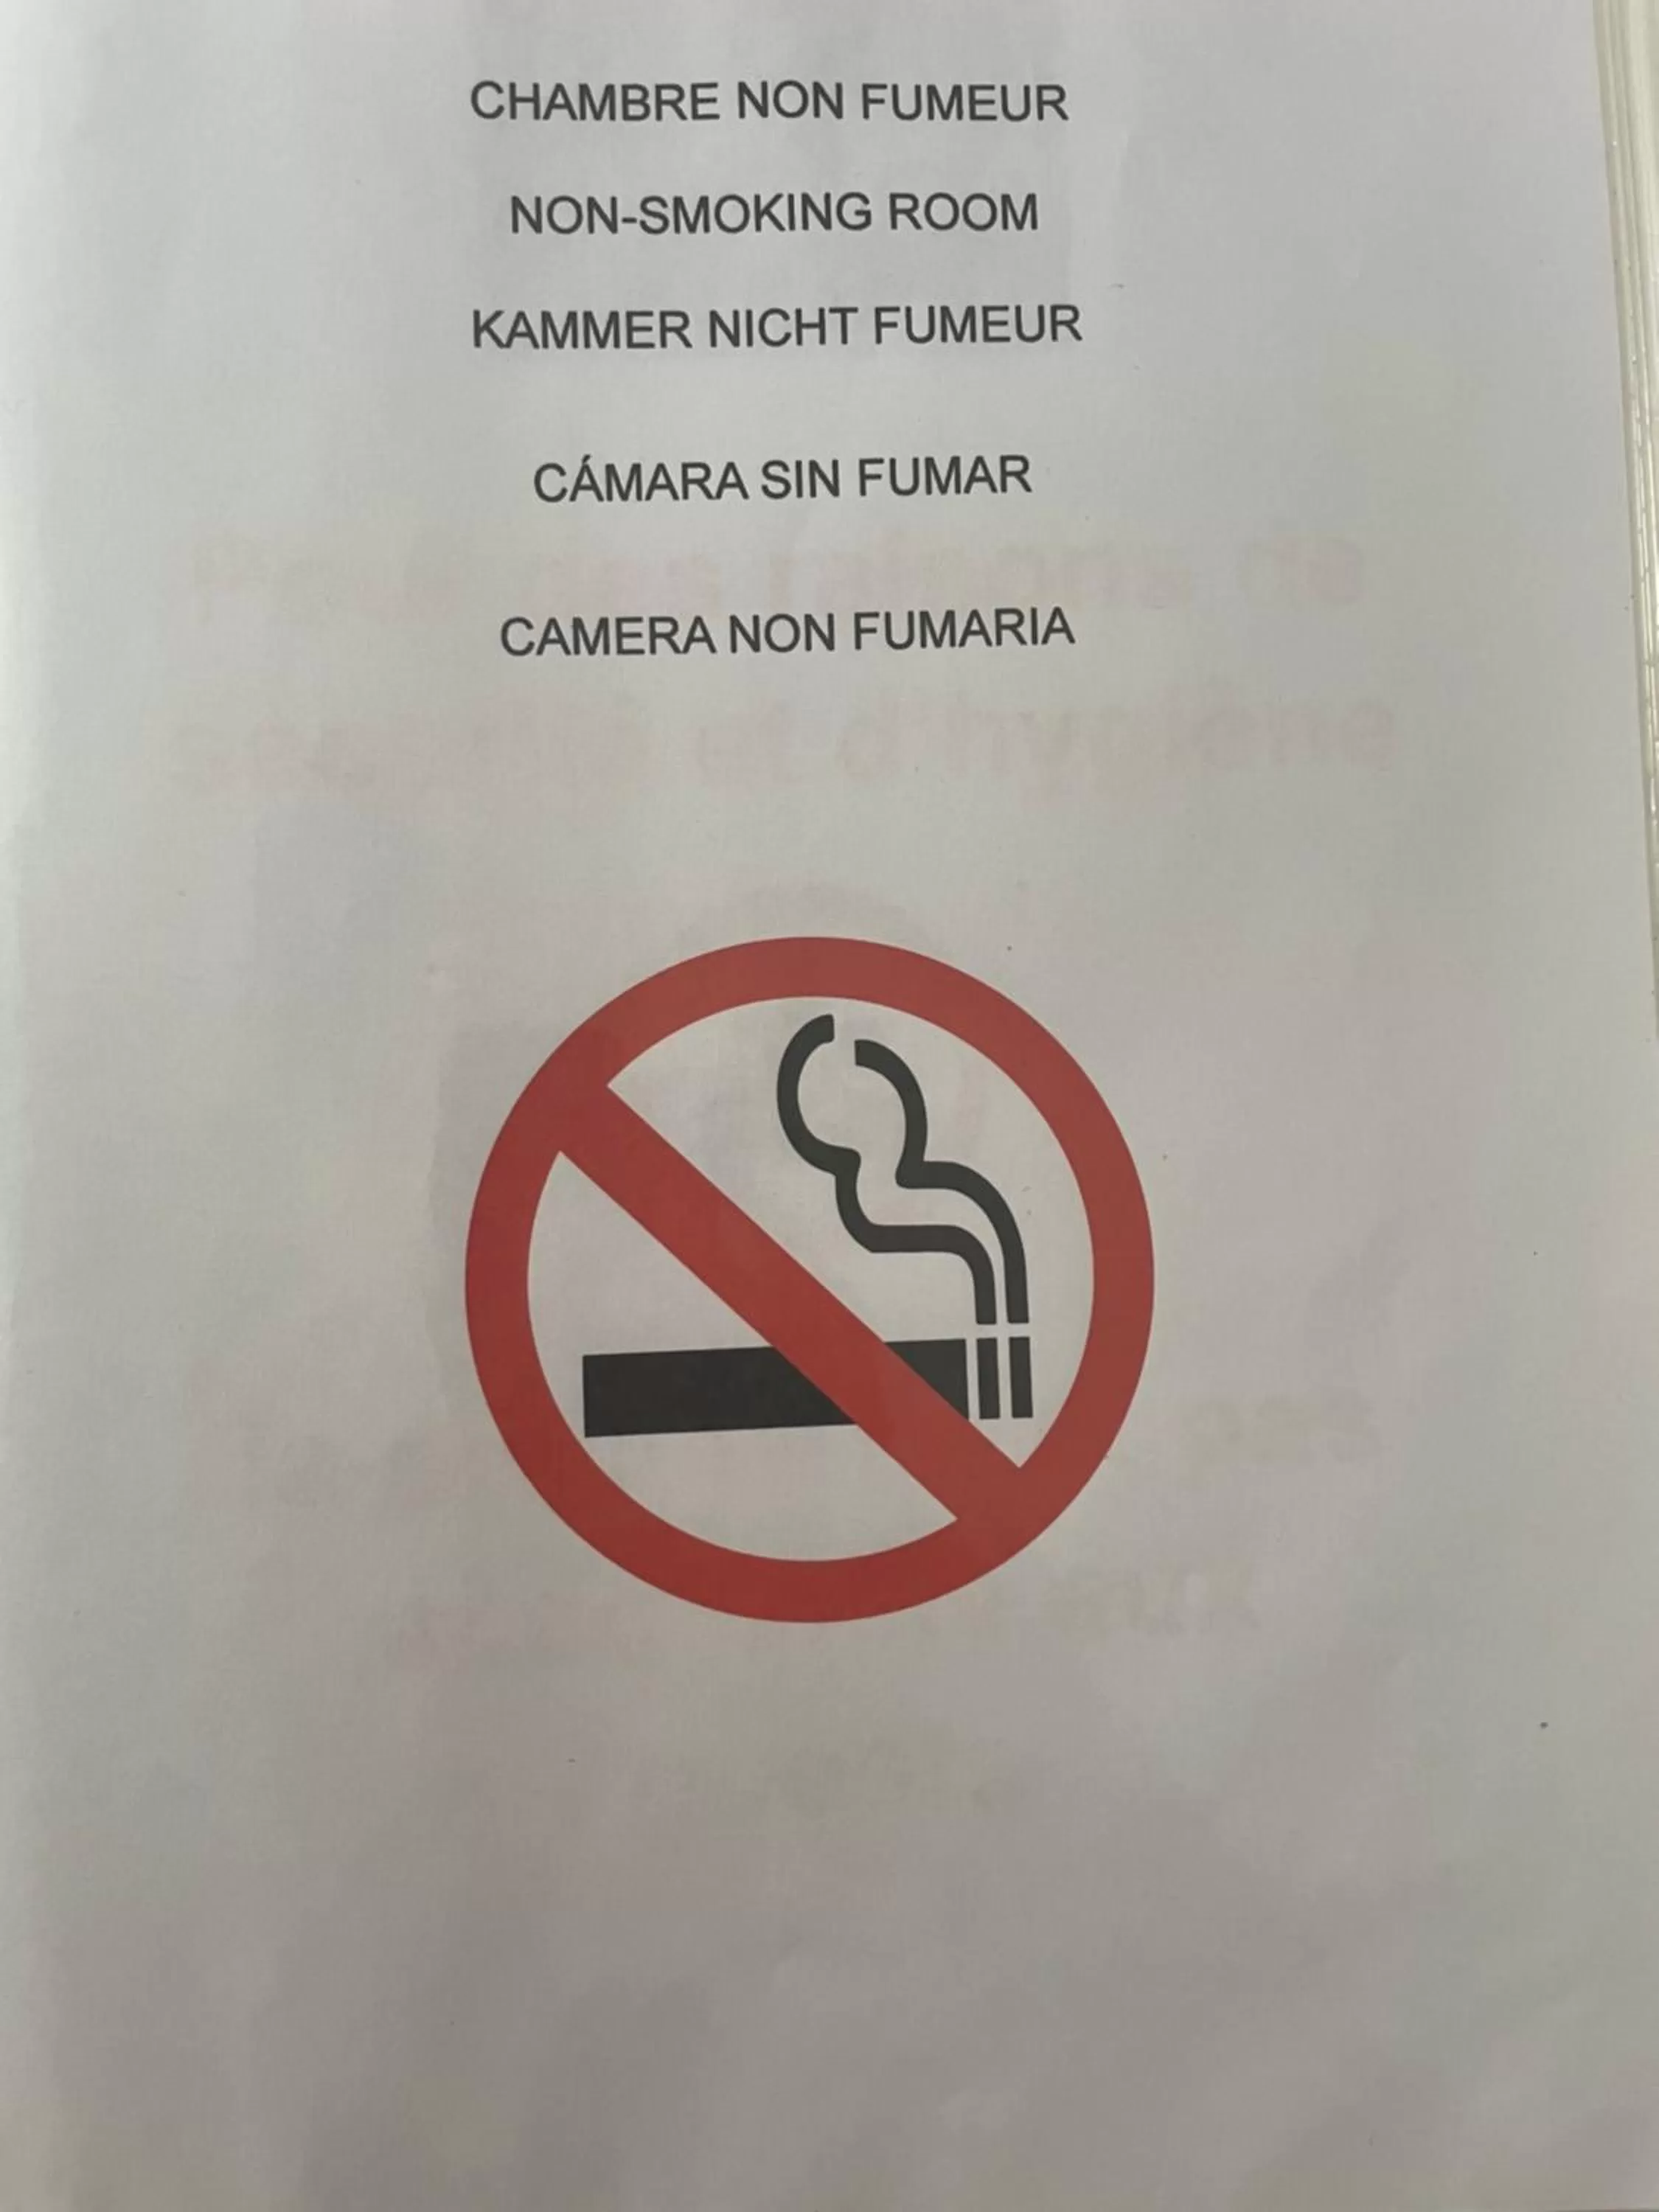 CHAMBRE NON FUMEUR
NON-SMOKING ROOM
KAMMER NICHT FUMEUR
CÁMARA SIN FUMAR
CAMERA NON FUMARIA